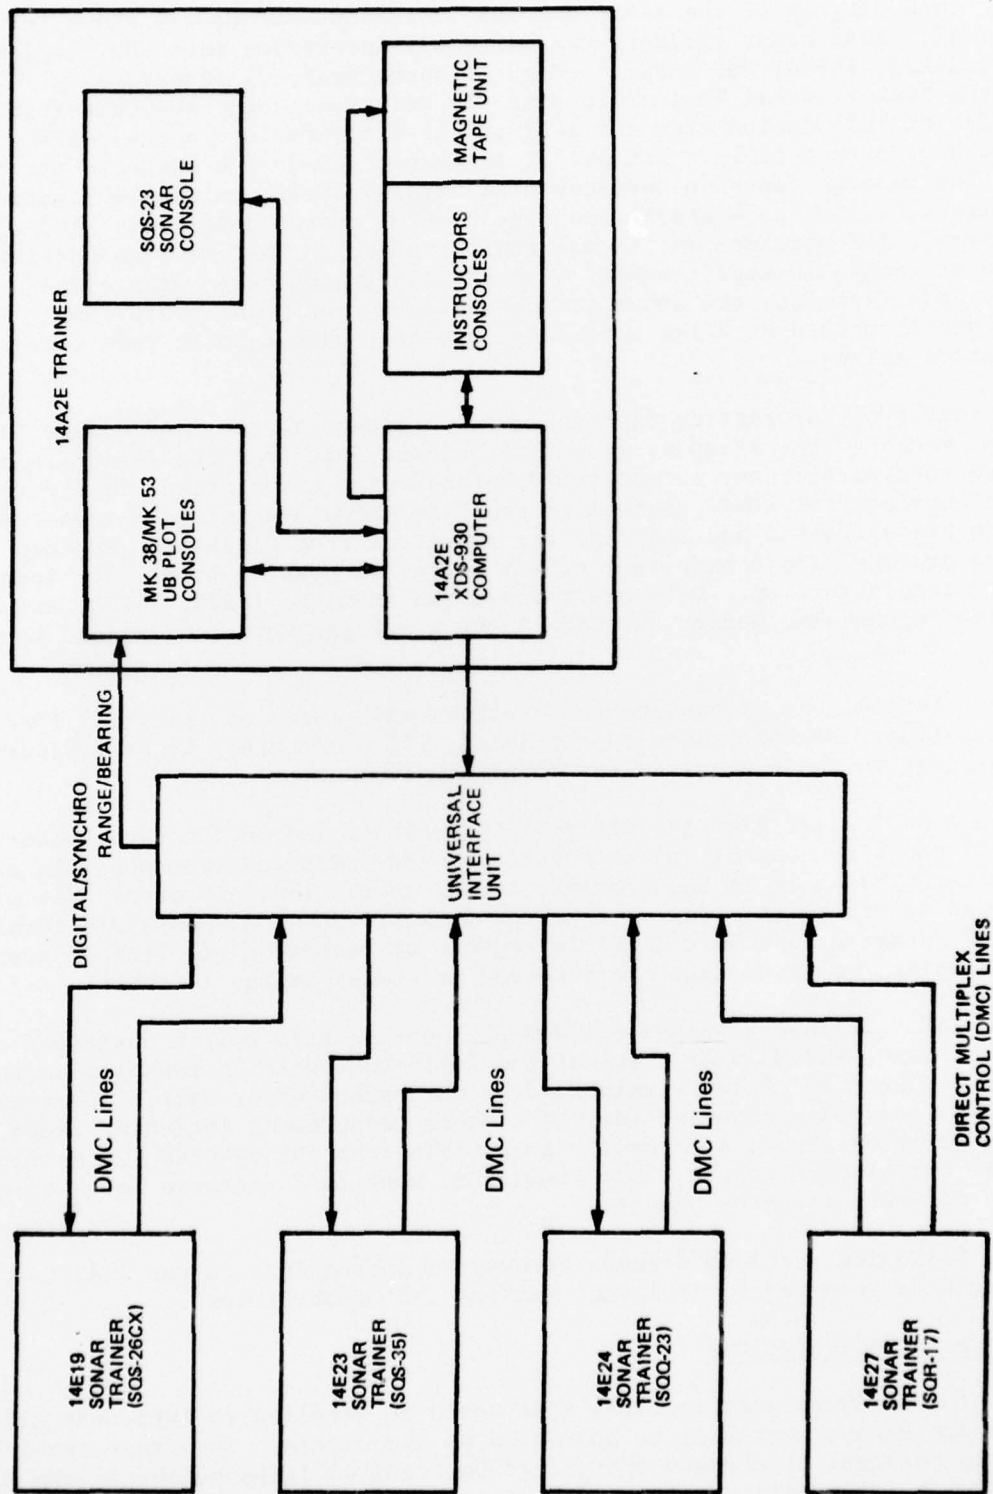 14A2E TRAINER
SQS-23
SONAR
CONSOLE
MAGNETIC
TAPE UNIT
INSTRUCTORS
CONSOLES
MK 38/MK 53
UB PLOT
CONSOLES
14A2E
XDS-930
COMPUTER
DIGITAL/SYNCHRO
RANGE/BEARING
UNIVERSAL
INTERFACE
UNIT
DMC Lines
DMC Lines
DMC Lines
DIRECT MULTIPLEX
CONTROL (DMC) LINES
14E19
SONAR
TRAINER
(SQS-26CX)
14E23
SONAR
TRAINER
(SQS-35)
14E24
SONAR
TRAINER
(SQQ-23)
14E27
SONAR
TRAINER
(SQR-17)